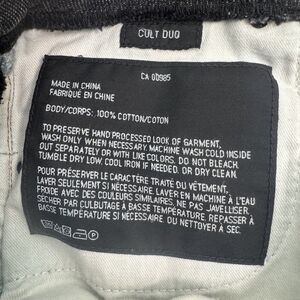 CULT DUO
CA 00985
MADE IN CHINA
FABRIQUÉ EN CHINE
BODY/CORPS: 100% COTTON/COTON
TO PRESERVE HAND PROCESSED LOOK OF GARMENT,
WASH ONLY WHEN NECESSARY MACHINE WASH COLD INSIDE
OUT SEPARATELY OR WITH LIKE COLORS. DO NOT BLEACH.
TUMBLE DRY LOW. COOL IRON IF NEEDED. OR DRY CLEAN.
POUR PRÉSERVER LE CARACTÈRE TRAITÉ DU VÊTEMENT,
LAVER SEULEMENT SI NÉCESSAIRE. LAVER EN MACHINE À L'EAU
FROIDE AVEC DES COULEURS SIMILAIRES. NE PAS JAVELLISER.
SÉCHER PAR CULBUTAGE À BASSE TEMPÉRATURE. REPASSER À
BASSE TEMPÉRATURE SI NÉCESSAIRE OU NETTOYER À SEC